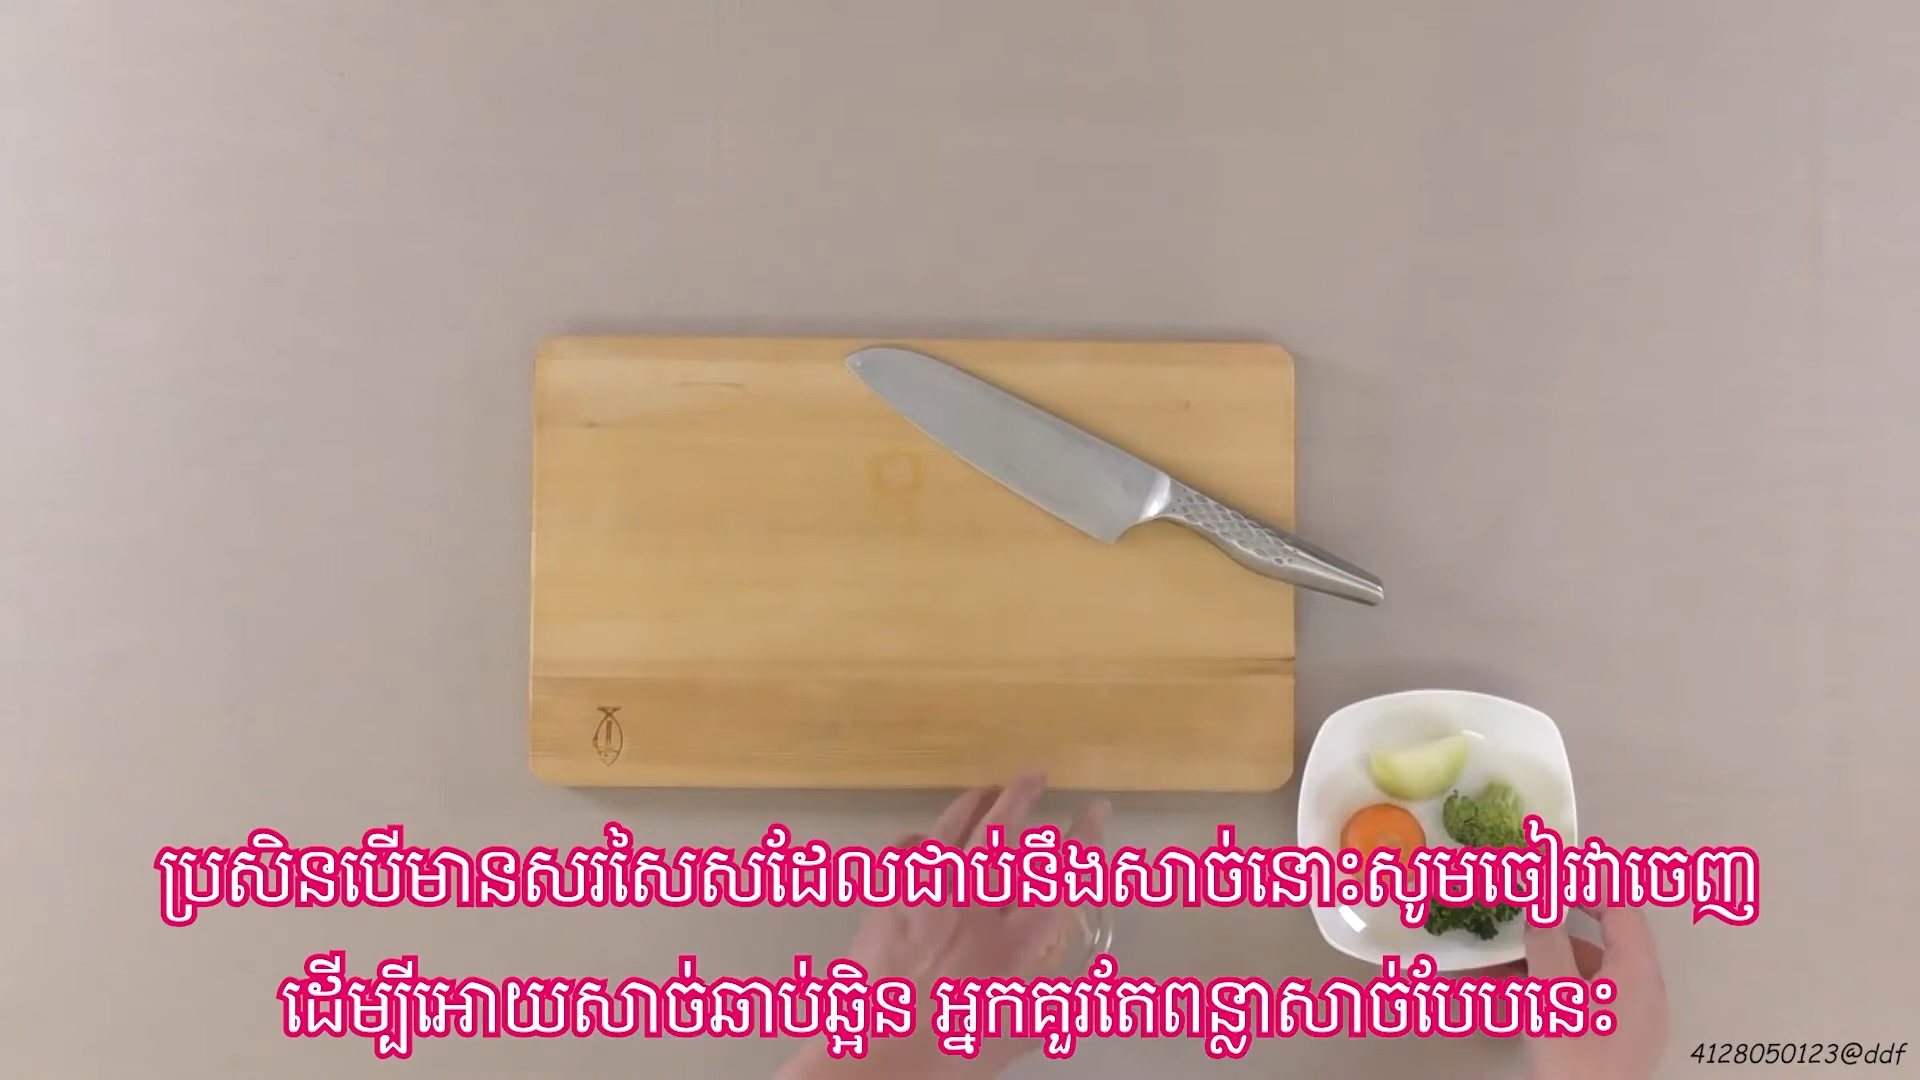 ប្រសិនបើមានសរសៃសដែលជាប់នឹងសាច់នោះសូមចៀរវាចេញ
ដើម្បីអោយសាច់ឆាប់ឆ្អិន អ្នកគួរតែពន្លាសាច់បែបនេះ
4128050123@ddf